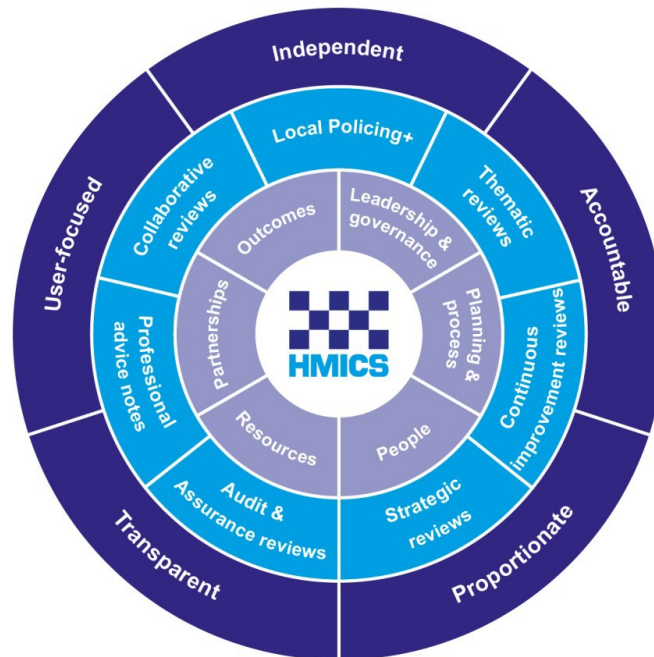 Independent
Accountable
Proportionate
Transparent
User-focused
Local Policing+
Thematic
reviews
Continuous
improvement reviews
Strategic
reviews
Audit &
Assurance reviews
Professional
advice notes
Collaborative
reviews
Leadership &
governance
Planning &
process
People
Resources
Partnerships
Outcomes
HMICS